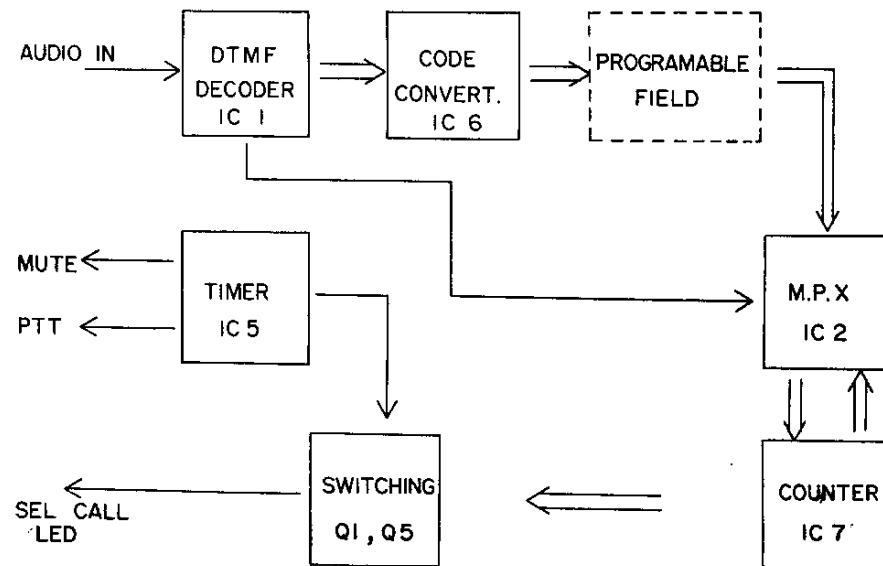 AUDIO IN
DTMF
DECODER
IC 1
CODE
CONVERT.
IC 6
PROGRAMABLE
FIELD
MUTE
PTT
TIMER
IC 5
M.P.X
IC 2
SEL CALL
LED
SWITCHING
Q1, Q5
COUNTER
IC 7